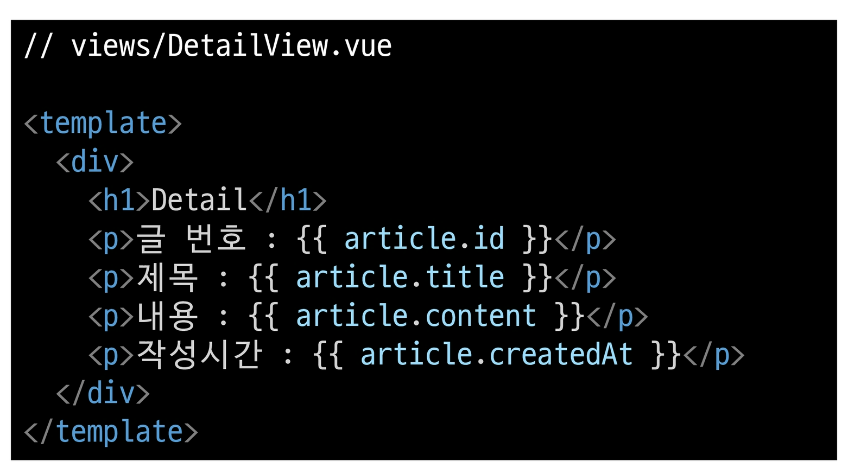 // views/DetailView.vue
<template>
  <div>
    <h1>Detail</h1>
    <p>글 번호 : {{ article.id }}</p>
    <p>제목 : {{ article.title }}</p>
    <p>내용 : {{ article.content }}</p>
    <p>작성시간 : {{ article.createdAt }}</p>
  </div>
</template>